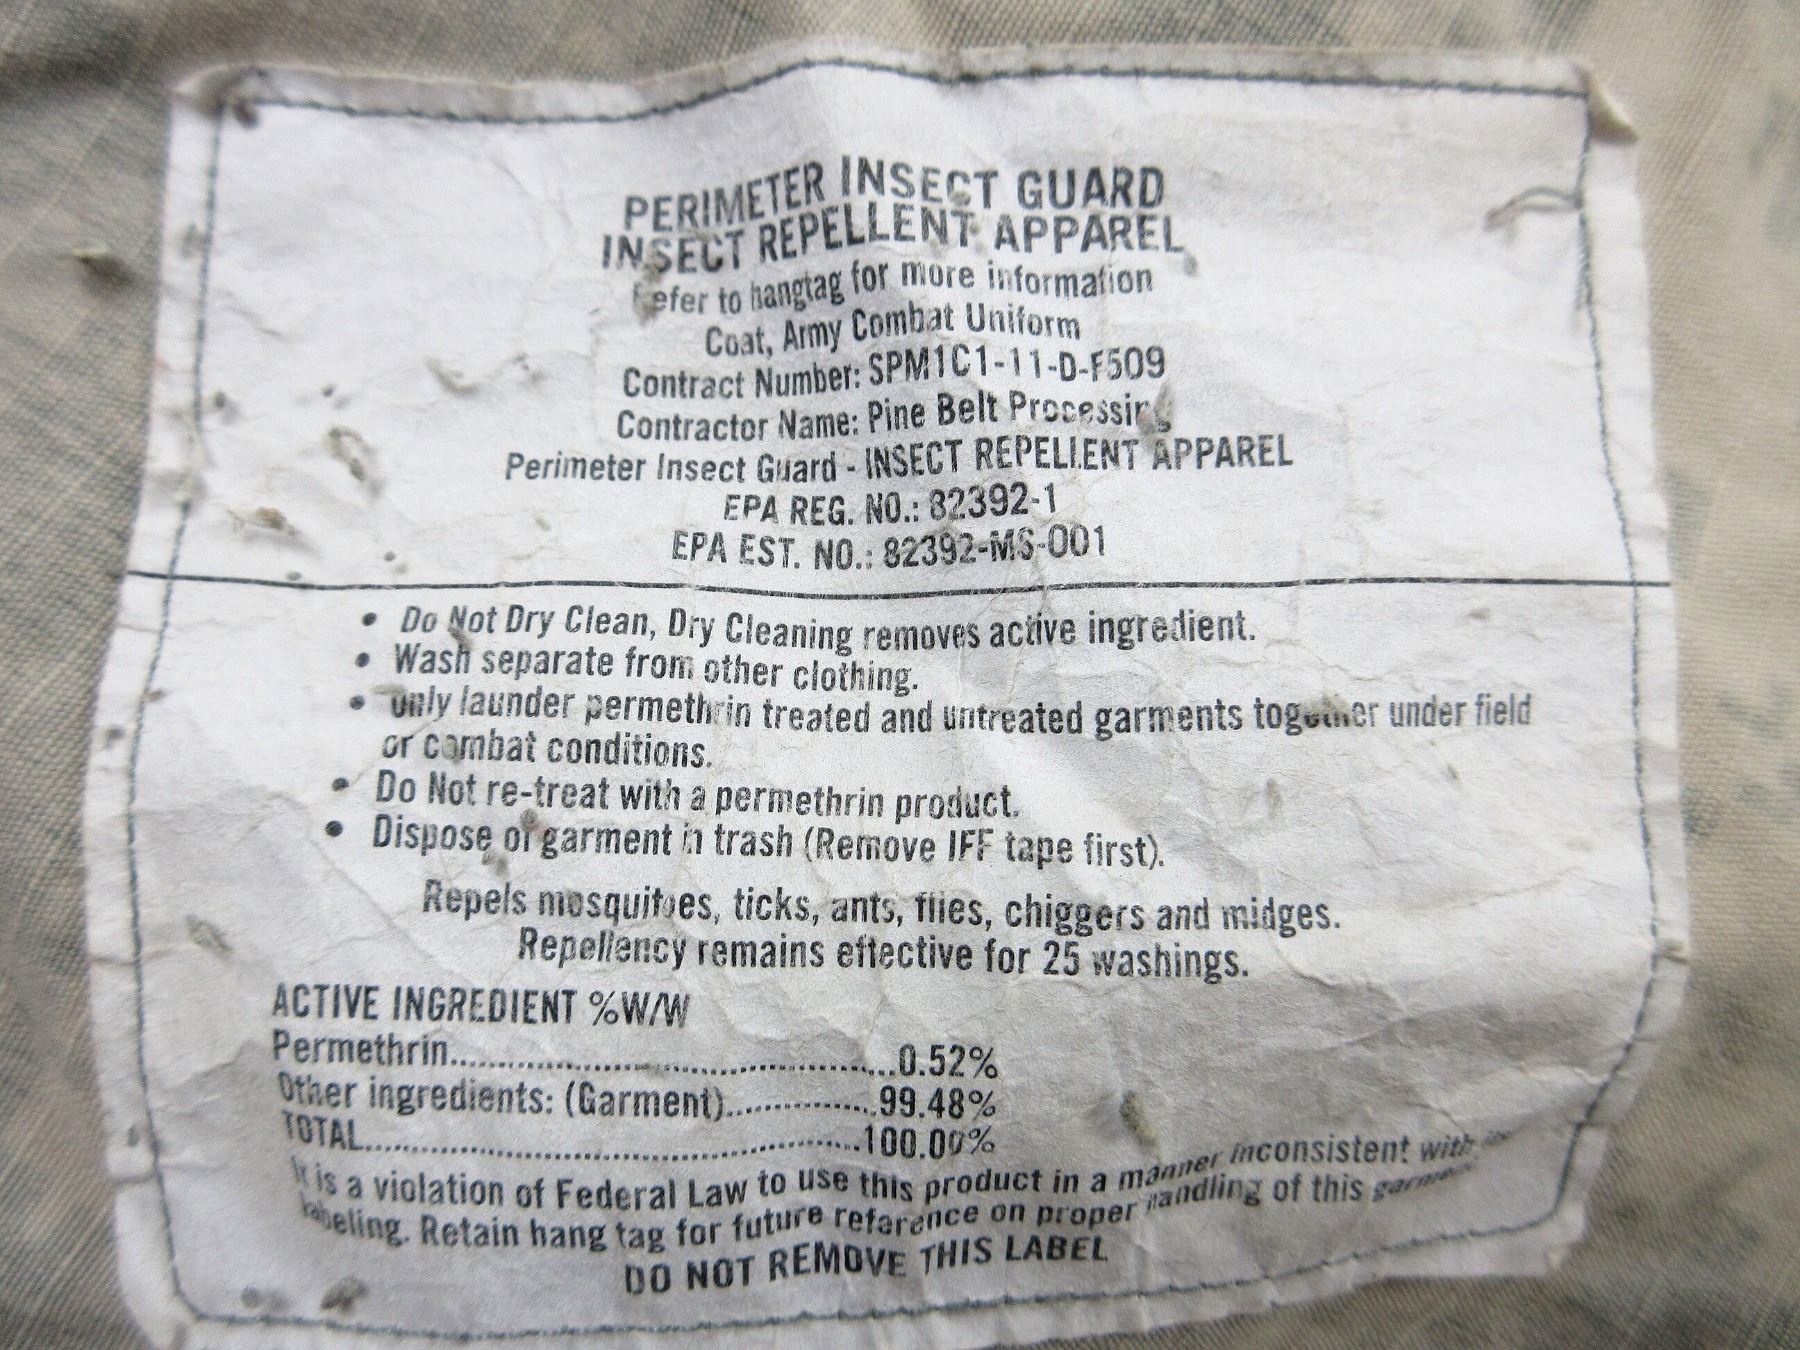 PERIMETER INSECT GUARD
INSECT REPELLENT APPAREL
Refer to hangtag for more information
Coat, Army Combat Uniform
Contract Number: SPM1C1-11-D-F509
Contractor Name: Pine Belt Processing
Perimeter Insect Guard - INSECT REPELLENT APPAREL
EPA REG. NO.: 82392-1
EPA EST. NO.: 82392-MS-001
• Do Not Dry Clean, Dry Cleaning removes active ingredient.
• Wash separate from other clothing.
• only launder permethrin treated and untreated garments together under field
or combat conditions.
• Do Not re-treat with a permethrin product.
• Dispose of garment in trash (Remove IFF tape first).
Repels mosquitoes, ticks, ants, flies, chiggers and midges.
Repellency remains effective for 25 washings.
ACTIVE INGREDIENT %W/W
Permethrin..........................................0.52%
Other ingredients: (Garment)...............99.48%
TOTAL..................................................100.00%
It is a violation of Federal Law to use this product in a manner inconsistent with its
labeling. Retain hang tag for future reference on proper handling of this garment.
DO NOT REMOVE THIS LABEL